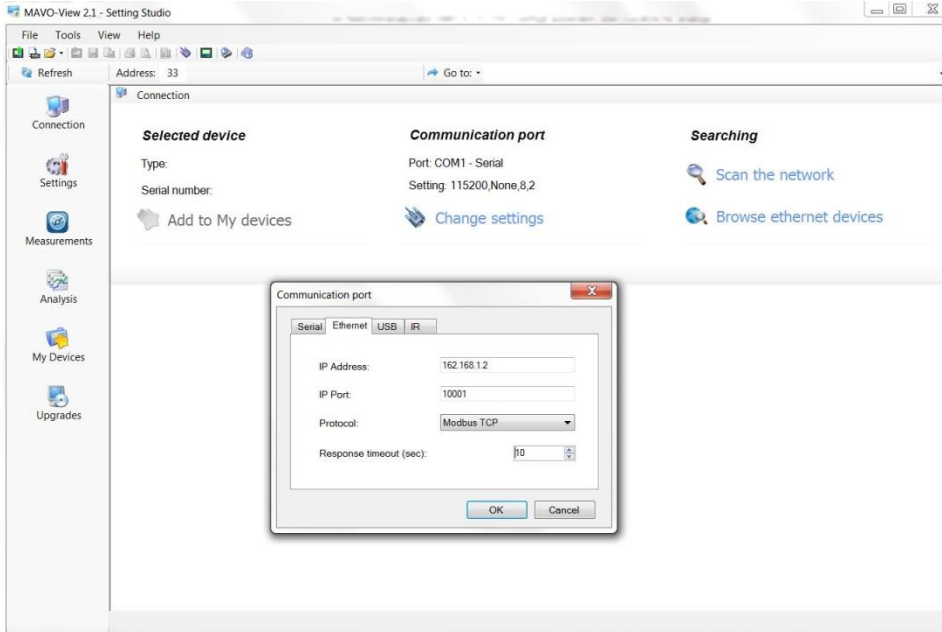 MAVO-View 2.1 - Setting Studio
File Tools View Help
Refresh Address: 33 Go to:
Connection
Connection
Settings
Measurements
Analysis
My Devices
Upgrades
Selected device
Type:
Serial number:
Add to My devices
Communication port
Port: COM1 - Serial
Setting: 115200,None,8,2
Change settings
Searching
Scan the network
Browse ethernet devices
Communication port
Serial Ethernet USB IR
IP Address: 162.168.1.2
IP Port: 10001
Protocol: Modbus TCP
Response timeout (sec): 10
OK Cancel